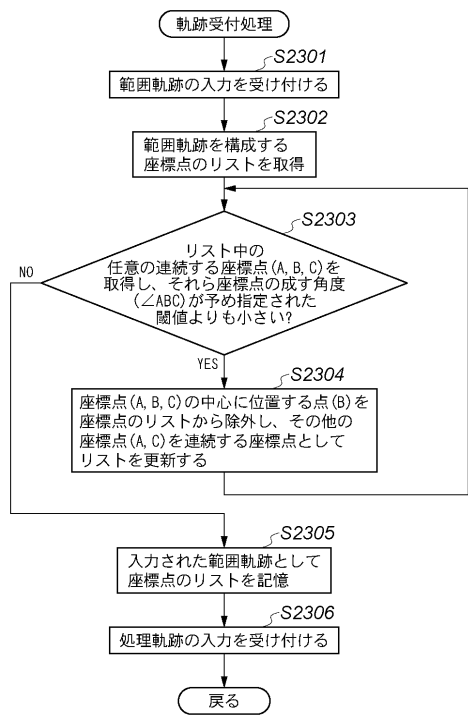 軌跡受付処理
S2301
範囲軌跡の入力を受け付ける
S2302
範囲軌跡を構成する
座標点のリストを取得
S2303
リスト中の
任意の連続する座標点(A,B,C)を
取得し、それら座標点の成す角度
(∠ABC)が予め指定された
閾値よりも小さい?
NO
YES
S2304
座標点(A,B,C)の中心に位置する点(B)を
座標点のリストから除外し、その他の
座標点(A,C)を連続する座標点として
リストを更新する
S2305
入力された範囲軌跡として
座標点のリストを記憶
S2306
処理軌跡の入力を受け付ける
戻る